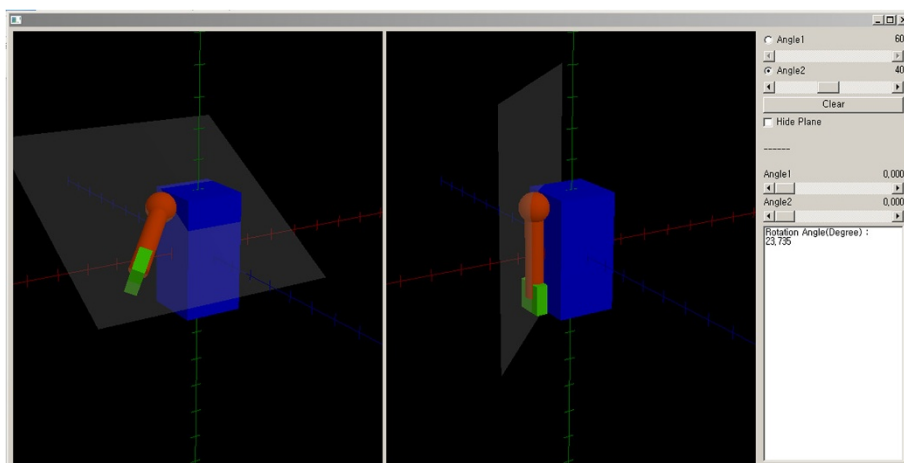 Angle1 60
Angle2 40
Clear
Hide Plane
------
Angle1 0,000
Angle2 0,000
Rotation Angle(Degree) :
23,735